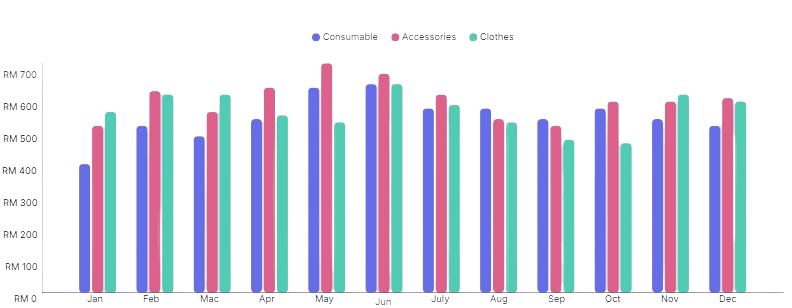 Consumable Accessories Clothes
RM 700
RM 600
RM 500
RM 400
RM 300
RM 200
RM 100
RM 0
Jan Feb Mac Apr May Jun July Aug Sep Oct Nov Dec